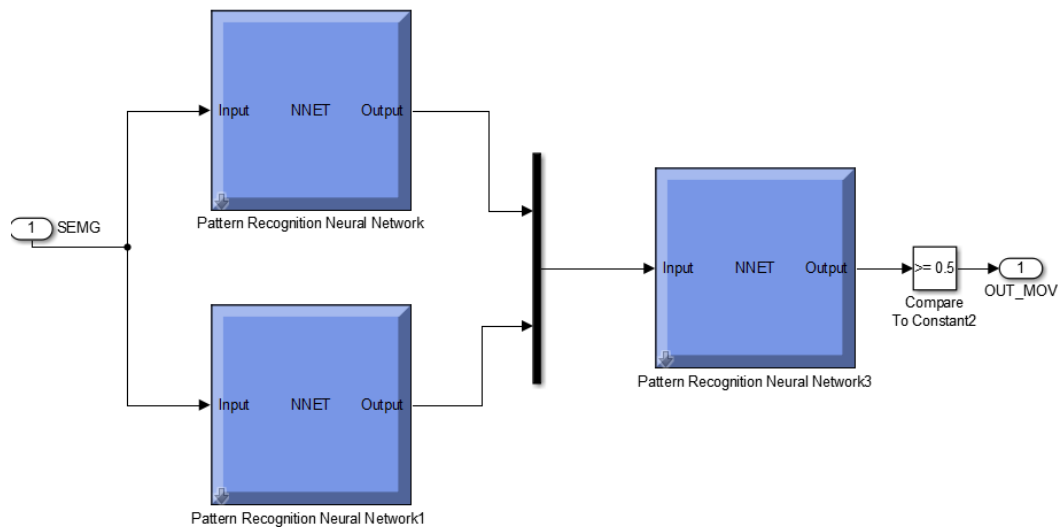 Input NNET Output
Pattern Recognition Neural Network
1 SEMG
Input NNET Output
Pattern Recognition Neural Network1
Input NNET Output
Pattern Recognition Neural Network3
>= 0.5
Compare
To Constant2
1
OUT_MOV